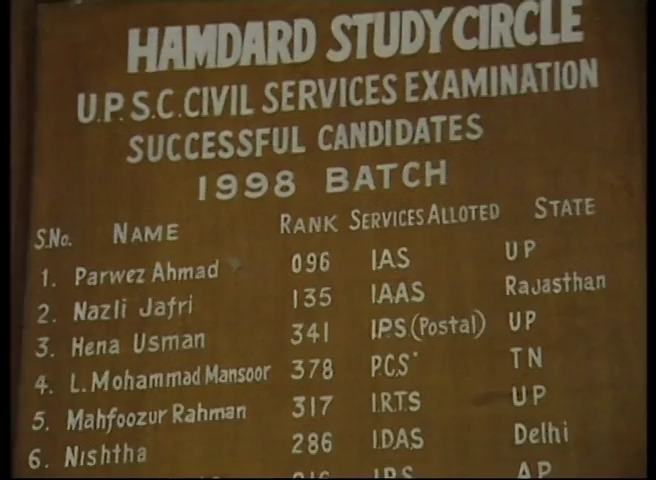 HAMDARD STUDY CIRCLE
U.P.S.C. CIVIL SERVICES EXAMINATION
SUCCESSFUL CANDIDATES
1998 BATCH
S.No. NAME RANK SERVICES ALLOTED STATE
1. Parwez Ahmad 096 IAS UP
2. Nazli Jafri 135 IAAS Rajasthan
3. Hena Usman 341 IPS (Postal) UP
4. L. Mohammad Mansoor 378 P.C.S TN
5. Mahfoozur Rahman 317 I.R.T.S UP
6. Nishtha 286 IDAS Delhi
AP